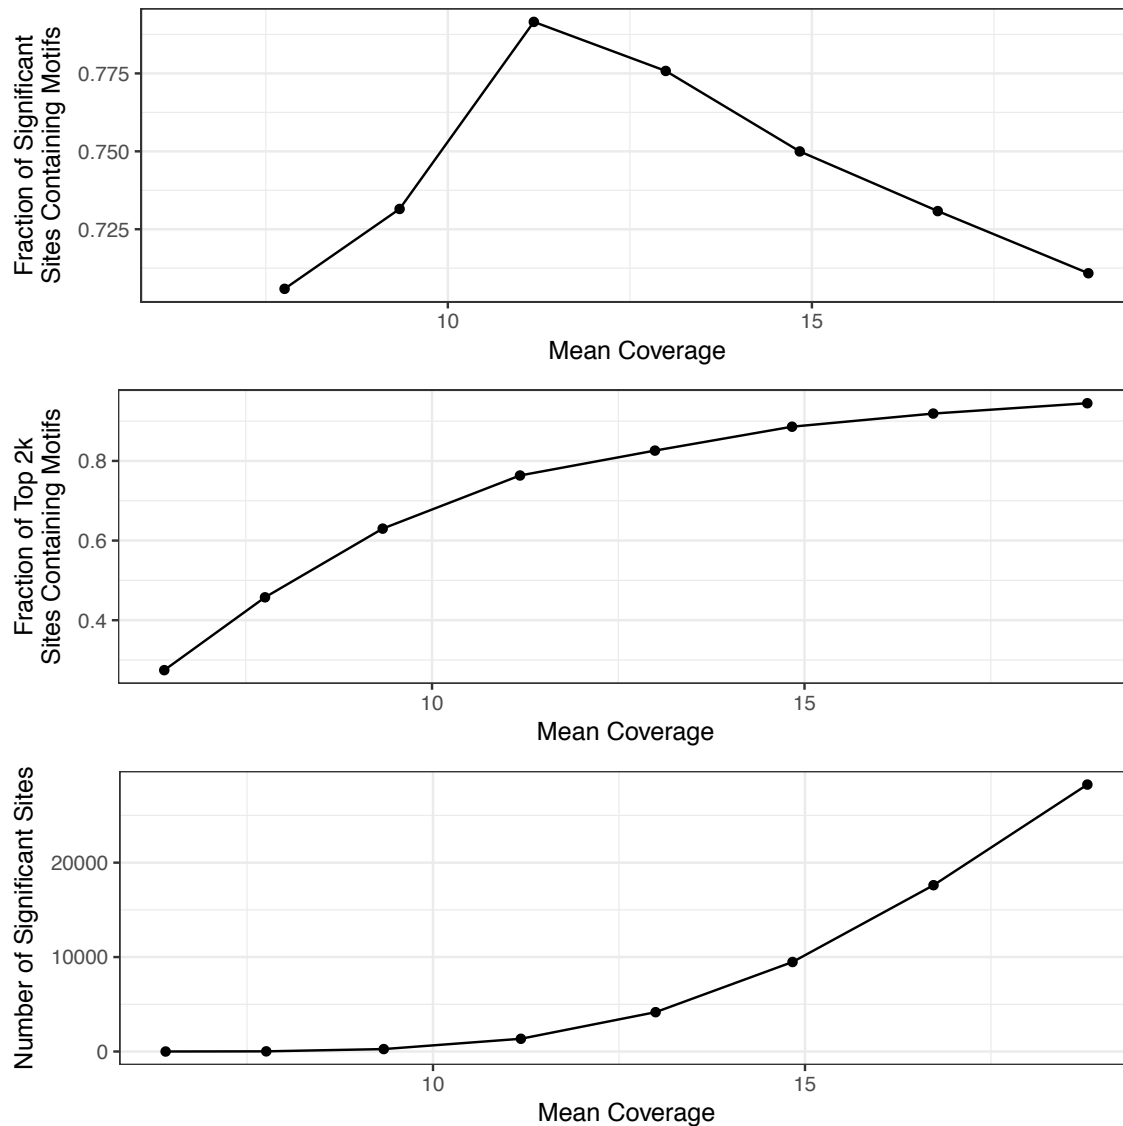 Fraction of Significant
Sites Containing Motifs
0.775
0.750
0.725
10
15
Mean Coverage
Fraction of Top 2k
Sites Containing Motifs
0.8
0.6
0.4
10
15
Mean Coverage
Number of Significant Sites
20000
10000
0
10
15
Mean Coverage